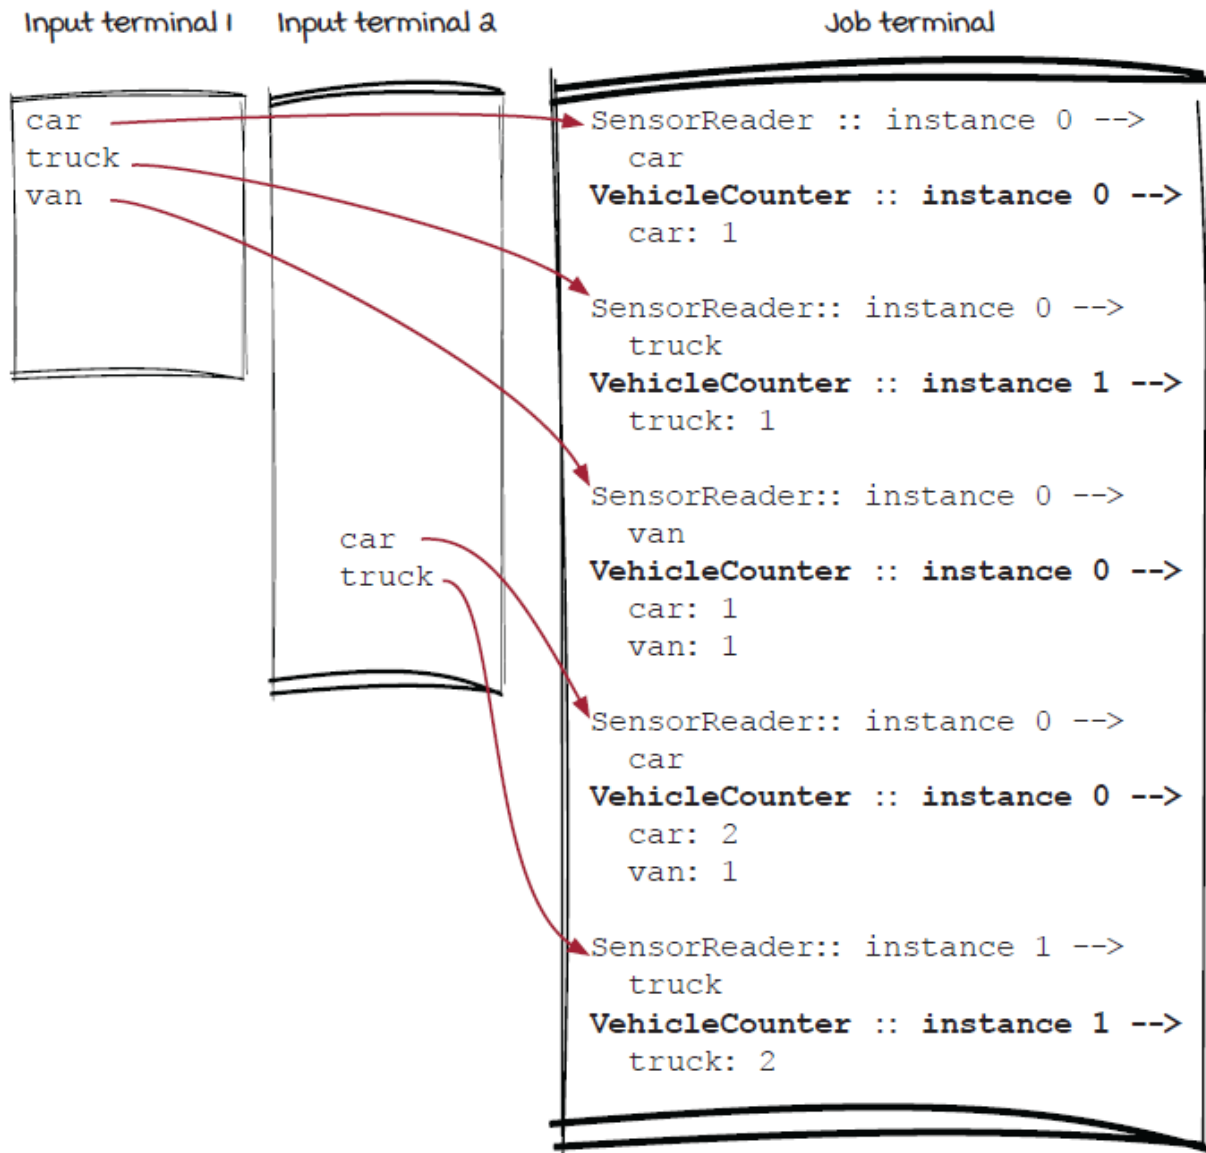 Input terminal 1
Input terminal 2
Job terminal
car
truck
van
car
truck
SensorReader :: instance 0 -->
car
VehicleCounter :: instance 0 -->
car: 1
SensorReader:: instance 0 -->
truck
VehicleCounter :: instance 1 -->
truck: 1
SensorReader:: instance 0 -->
van
VehicleCounter :: instance 0 -->
car: 1
van: 1
SensorReader:: instance 0 -->
car
VehicleCounter :: instance 0 -->
car: 2
van: 1
SensorReader:: instance 1 -->
truck
VehicleCounter :: instance 1 -->
truck: 2